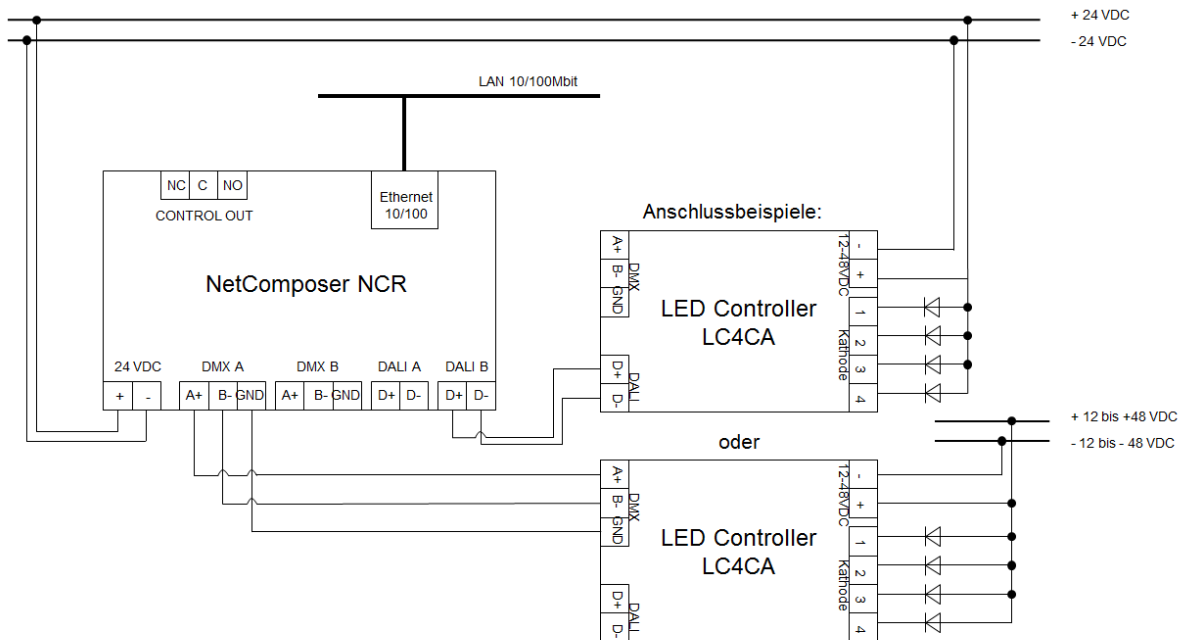 + 24 VDC
- 24 VDC
LAN 10/100Mbit
NC C NO
CONTROL OUT
Ethernet
10/100
NetComposer NCR
24 VDC DMX A DMX B DALI A DALI B
+ - A+ B- GND A+ B- GND D+ D- D+ D-
Anschlussbeispiele:
A+
B-
GND
DMX
D+
D-
DALI
LED Controller
LC4CA
12-48VDC
-
+
1
2
3
4
Kathode
oder
+ 12 bis +48 VDC
- 12 bis - 48 VDC
A+
B-
GND
DMX
D+
D-
DALI
LED Controller
LC4CA
12-48VDC
-
+
1
2
3
4
Kathode